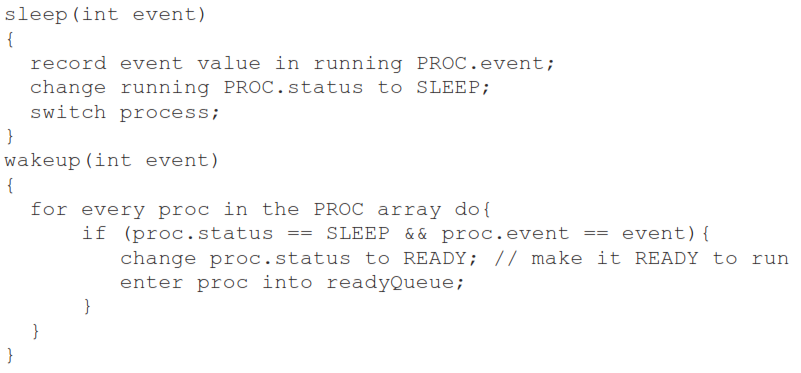 sleep(int event)
{
  record event value in running PROC.event;
  change running PROC.status to SLEEP;
  switch process;
}
wakeup(int event)
{
  for every proc in the PROC array do{
      if (proc.status == SLEEP && proc.event == event){
         change proc.status to READY; // make it READY to run
         enter proc into readyQueue;
      }
  }
}